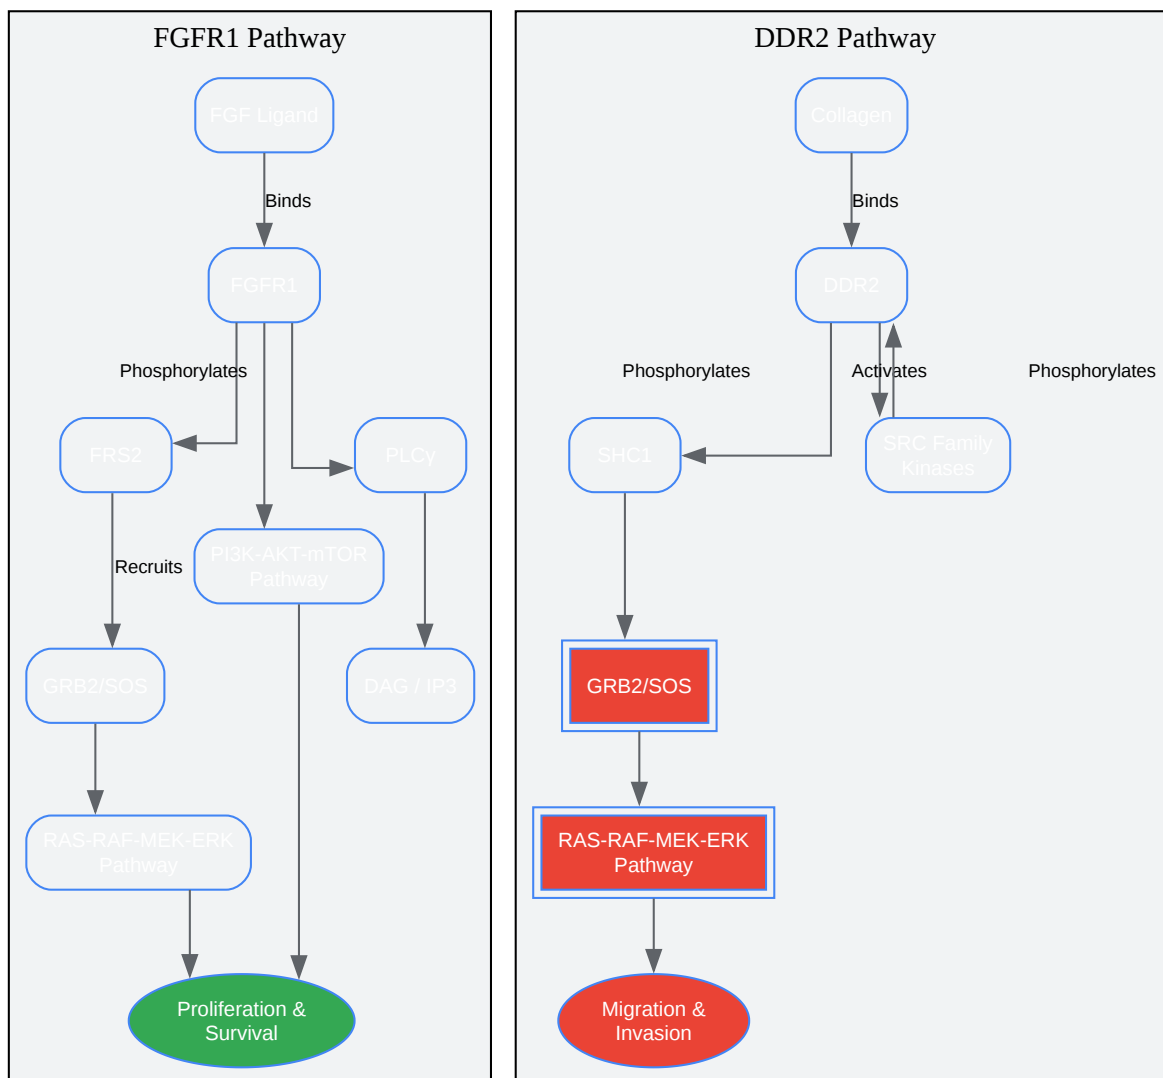 FGFR1 Pathway
FGF Ligand
Binds
FGFR1
Phosphorylates
FRS2
PLCγ
PI3K-AKT-mTOR
Pathway
Recruits
GRB2/SOS
DAG / IP3
RAS-RAF-MEK-ERK
Pathway
Proliferation &
Survival
DDR2 Pathway
Collagen
Binds
DDR2
Phosphorylates
Activates
Phosphorylates
SHC1
SRC Family
Kinases
GRB2/SOS
RAS-RAF-MEK-ERK
Pathway
Migration &
Invasion